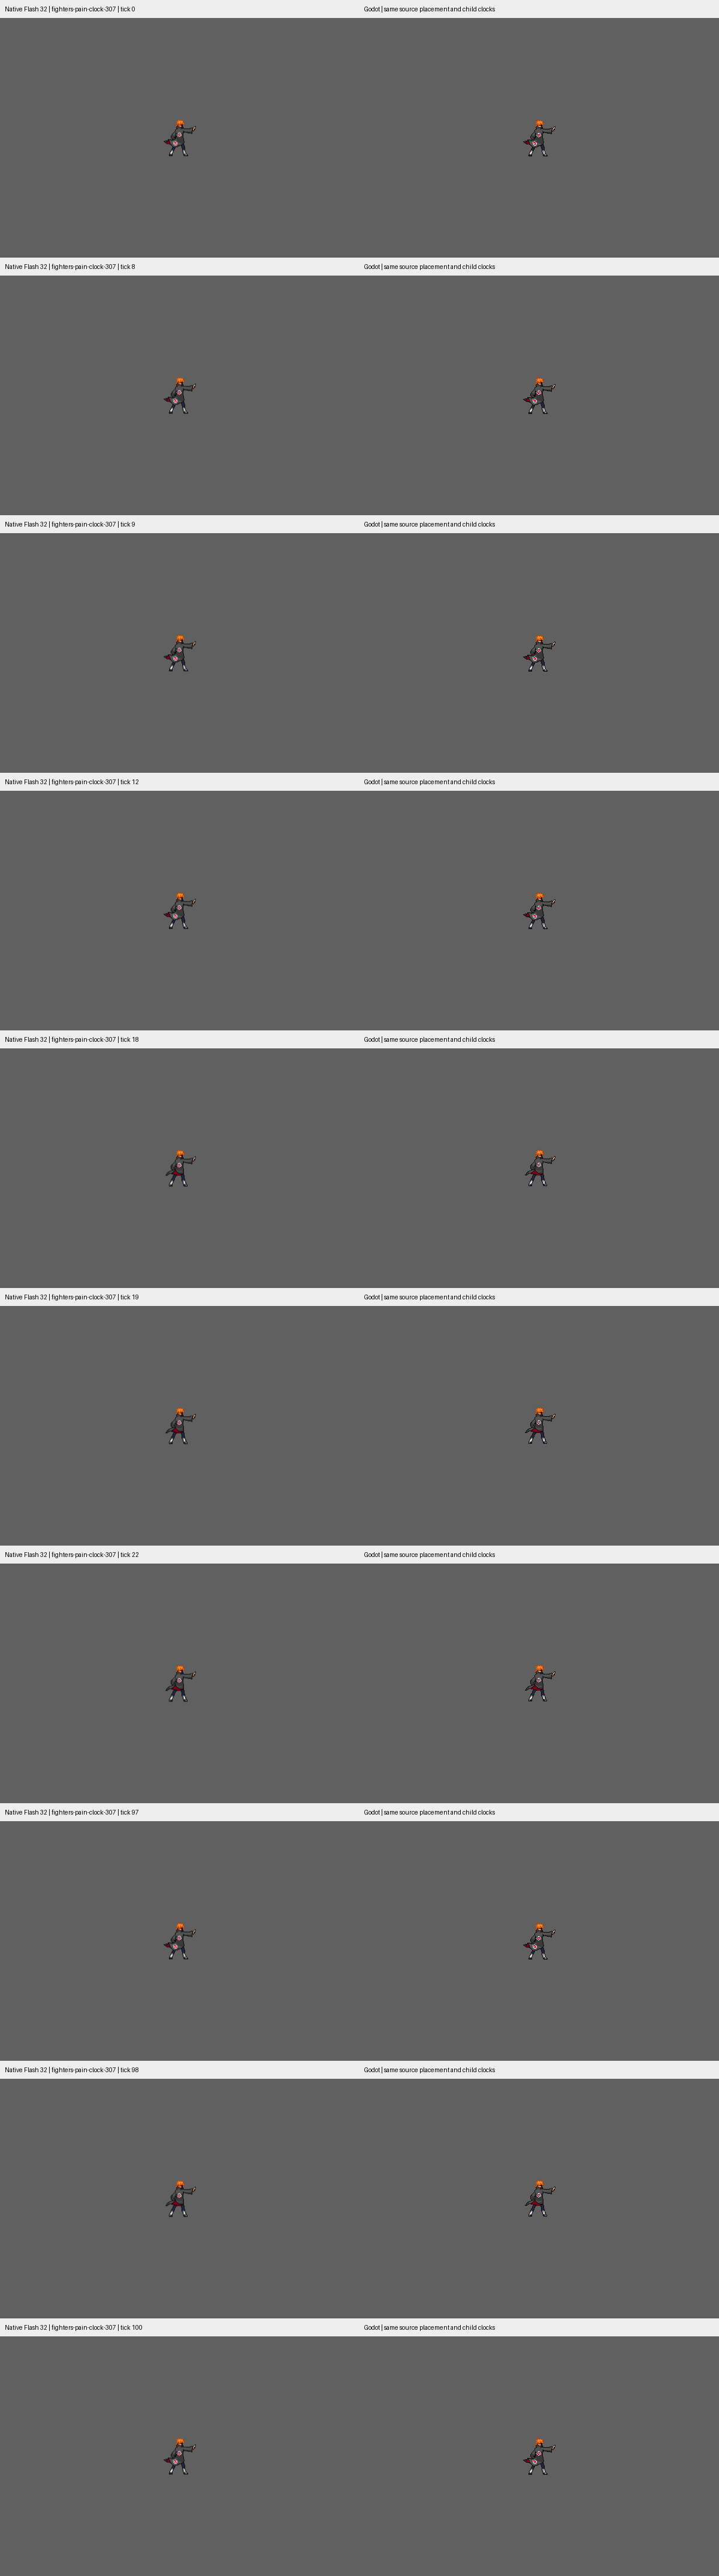 Native Flash 32 | fighters-pain-clock-307 | tick 0
Godot | same source placement and child clocks
Native Flash 32 | fighters-pain-clock-307 | tick 8
Godot | same source placement and child clocks
Native Flash 32 | fighters-pain-clock-307 | tick 9
Godot | same source placement and child clocks
Native Flash 32 | fighters-pain-clock-307 | tick 12
Godot | same source placement and child clocks
Native Flash 32 | fighters-pain-clock-307 | tick 18
Godot | same source placement and child clocks
Native Flash 32 | fighters-pain-clock-307 | tick 19
Godot | same source placement and child clocks
Native Flash 32 | fighters-pain-clock-307 | tick 22
Godot | same source placement and child clocks
Native Flash 32 | fighters-pain-clock-307 | tick 97
Godot | same source placement and child clocks
Native Flash 32 | fighters-pain-clock-307 | tick 98
Godot | same source placement and child clocks
Native Flash 32 | fighters-pain-clock-307 | tick 100
Godot | same source placement and child clocks